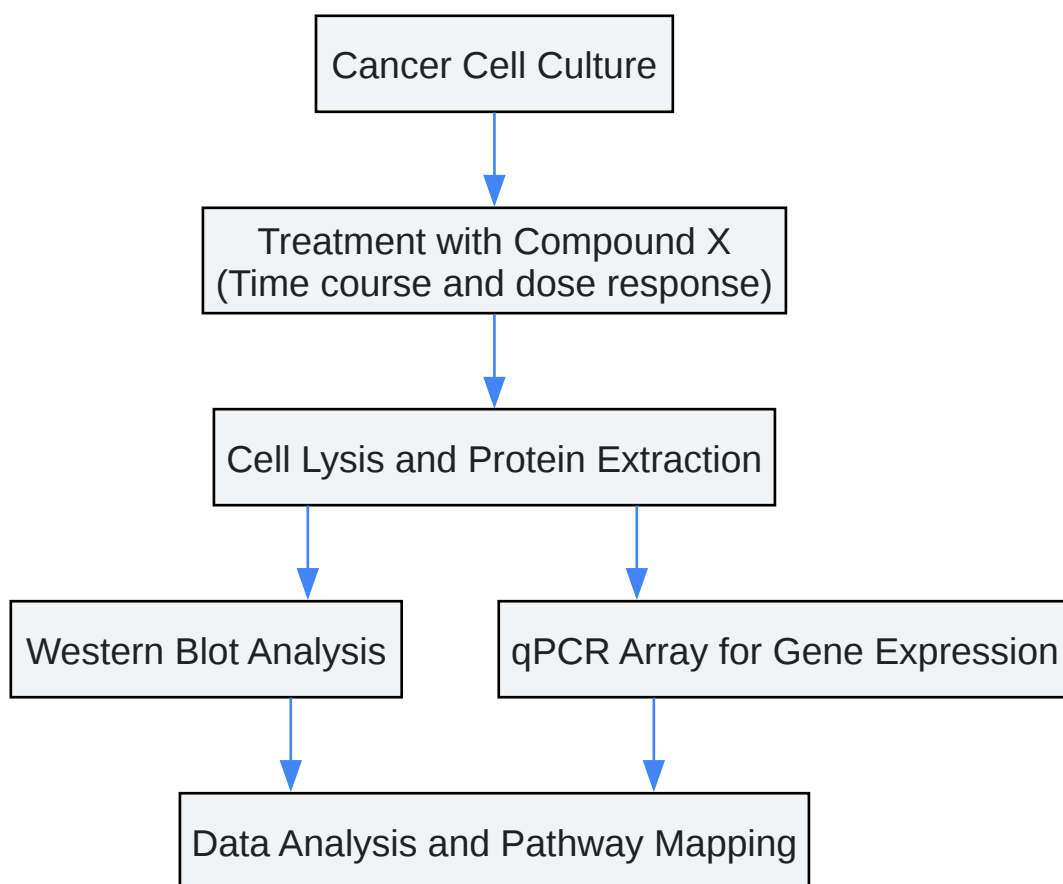 Cancer Cell Culture
Treatment with Compound X
(Time course and dose response)
Cell Lysis and Protein Extraction
Western Blot Analysis
qPCR Array for Gene Expression
Data Analysis and Pathway Mapping